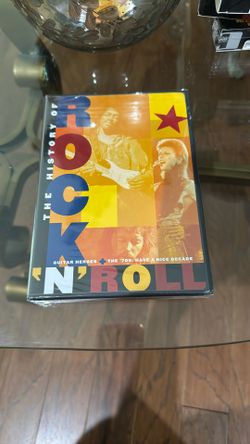 THE HISTORY OF
ROCK
'N' ROLL
GUITAR HEROES + THE '70s: HAVE A NICE DECADE